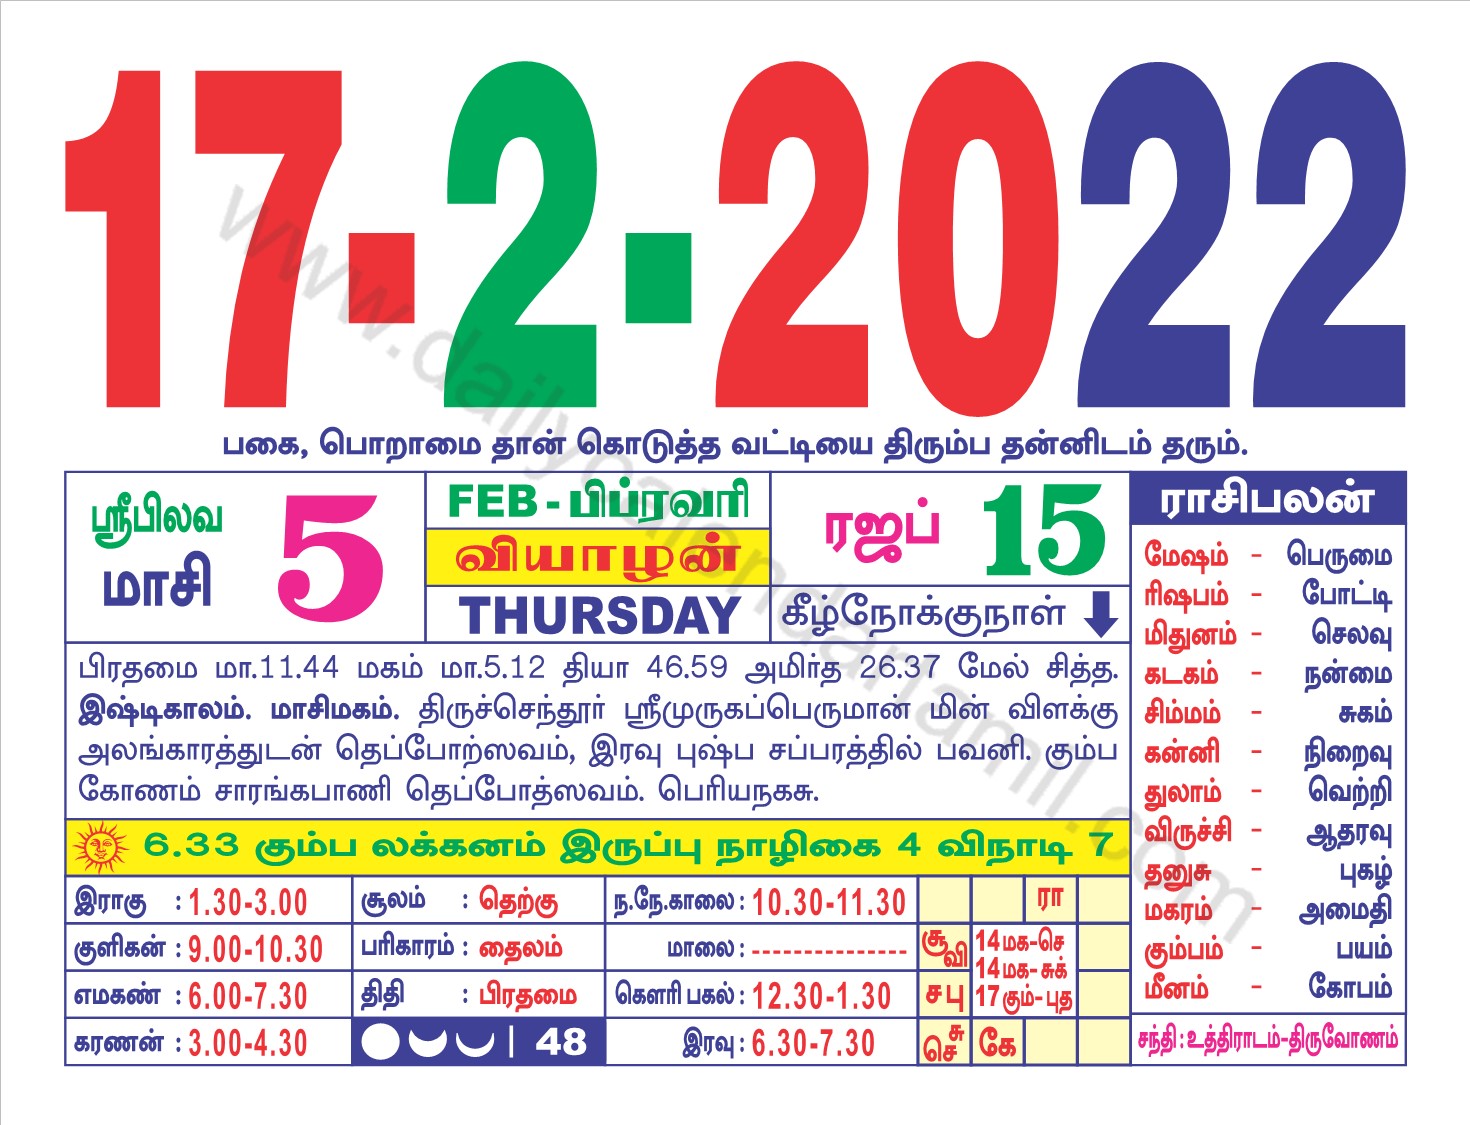 17-2-2022
பகை, பொறாமை தான் கொடுத்த வட்டியை திரும்ப தன்னிடம் தரும்.
ஸ்ரீபிலவ
மாசி
5
FEB - பிப்ரவரி
வியாழன்
THURSDAY
ரஜப் 15
கீழ்நோக்குநாள்
பிரதமை மா.11.44 மகம் மா.5.12 தியா 46.59 அமிர்த 26.37 மேல் சித்த.
இஷ்டிகாலம். மாசிமகம். திருச்செந்தூர் ஸ்ரீமுருகப்பெருமான் மின் விளக்கு
அலங்காரத்துடன் தெப்போற்ஸவம், இரவு புஷ்ப சப்பரத்தில் பவனி. கும்ப
கோணம் சாரங்கபாணி தெப்போத்ஸவம். பெரியநகசு.
6.33 கும்ப லக்கனம் இருப்பு நாழிகை 4 விநாடி 7
இராகு : 1.30-3.00
குளிகன் : 9.00-10.30
எமகண் : 6.00-7.30
கரணன் : 3.00-4.30
சூலம் : தெற்கு
பரிகாரம் : தைலம்
திதி : பிரதமை
48
ந.நே.காலை : 10.30-11.30
மாலை : ---------------
கௌரி பகல் : 12.30-1.30
இரவு : 6.30-7.30
ரா
சூ
வி
14 மக-செ
14 மக-சுக்
17 கும்-புத
சபு
சு
செ
கே
ராசிபலன்
மேஷம் - பெருமை
ரிஷபம் - போட்டி
மிதுனம் - செலவு
கடகம் - நன்மை
சிம்மம் - சுகம்
கன்னி - நிறைவு
துலாம் - வெற்றி
விருச்சி - ஆதரவு
தனுசு - புகழ்
மகரம் - அமைதி
கும்பம் - பயம்
மீனம் - கோபம்
சந்தி : உத்திராடம்-திருவோணம்
www.dailycalendartamil.com